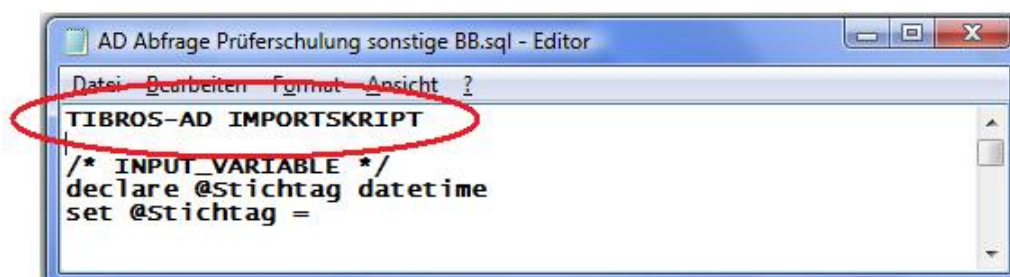 AD Abfrage Prüferschulung sonstige BB.sql - Editor
Datei Bearbeiten Format Ansicht ?
TIBROS-AD IMPORTSKRIPT
/* INPUT_VARIABLE */
declare @Stichtag datetime
set @Stichtag =